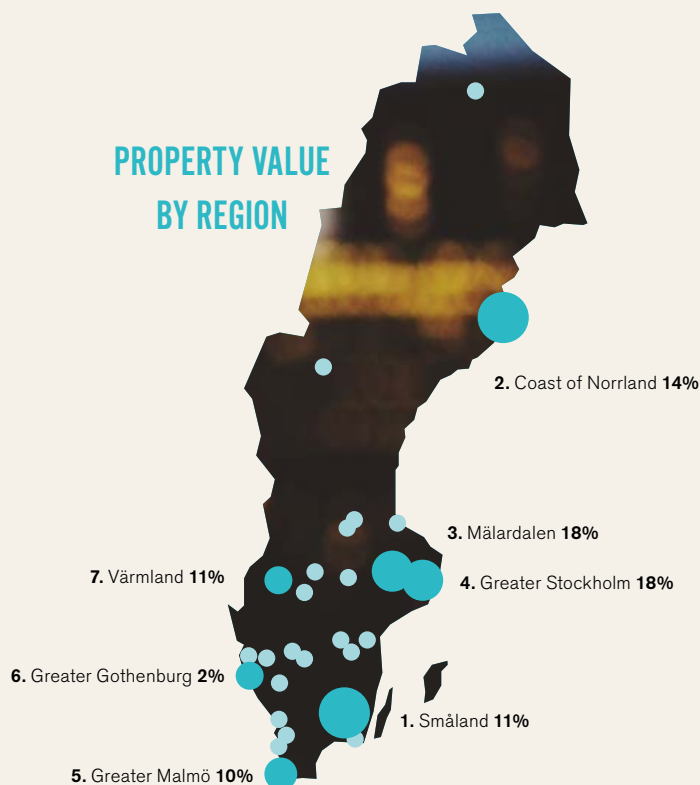 PROPERTY VALUE
BY REGION
2. Coast of Norrland 14%
3. Mälardalen 18%
7. Värmland 11%
4. Greater Stockholm 18%
6. Greater Gothenburg 2%
1. Småland 11%
5. Greater Malmö 10%